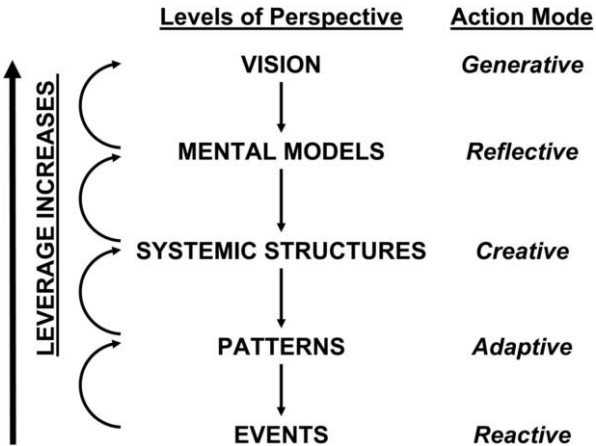 Levels of Perspective Action Mode
VISION Generative
MENTAL MODELS Reflective
SYSTEMIC STRUCTURES Creative
PATTERNS Adaptive
EVENTS Reactive
LEVERAGE INCREASES